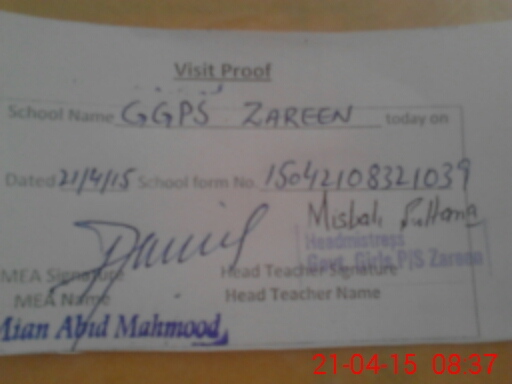 Visit Proof
School Name GGPS ZAREEN today on
Dated 21/4/15 School form No. 15042108321039
Misbah Sultana
Headmistress
Govt. Girls P/S Zareen
MEA Signature Head Teacher Signature
MEA Name Head Teacher Name
Mian Abid Mahmood
21-04-15 08:37